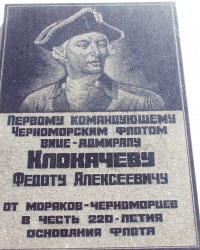 Первому командующему
Черноморским флотом
вице-адмиралу
Клокачеву
Федоту Алексеевичу
от моряков-черноморцев
в честь 220-летия
основания флота